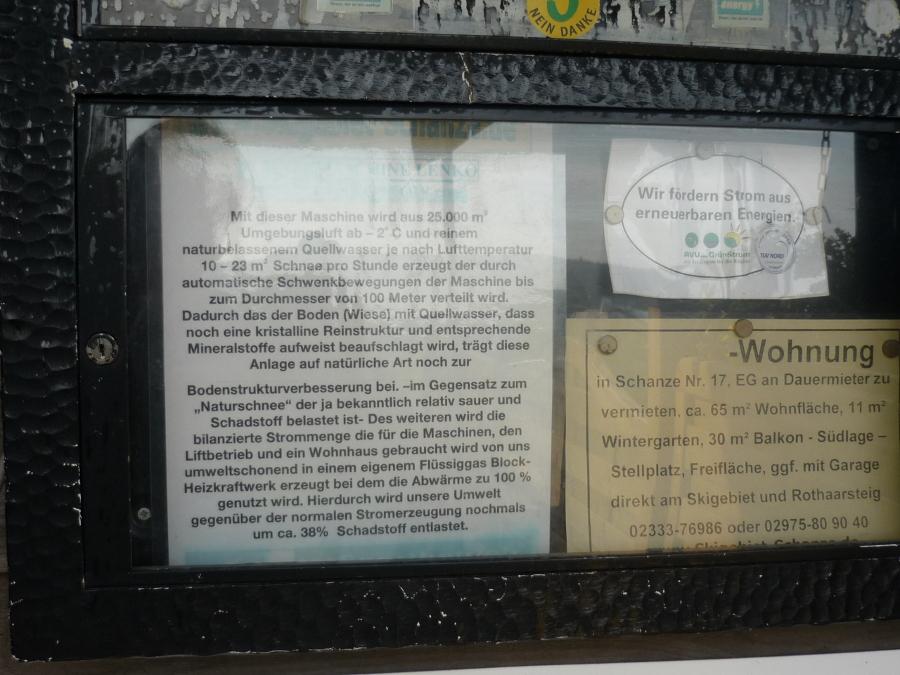 NEIN DANKE
energy
Mit dieser Maschine wird aus 25.000 m³
Umgebungsluft ab – 2° C und reinem
naturbelassenem Quellwasser je nach Lufttemperatur
10 – 23 m³ Schnee pro Stunde erzeugt der durch
automatische Schwenkbewegungen der Maschine bis
zum Durchmesser von 100 Meter verteilt wird.
Dadurch das der Boden (Wiese) mit Quellwasser, dass
noch eine kristalline Reinstruktur und entsprechende
Mineralstoffe aufweist beaufschlagt wird, trägt diese
Anlage auf natürliche Art noch zur
Bodenstrukturverbesserung bei. –im Gegensatz zum
„Naturschnee“ der ja bekanntlich relativ sauer und
Schadstoff belastet ist- Des weiteren wird die
bilanzierte Strommenge die für die Maschinen, den
Liftbetrieb und ein Wohnhaus gebraucht wird von uns
umweltschonend in einem eigenem Flüssiggas Block-
Heizkraftwerk erzeugt bei dem die Abwärme zu 100 %
genutzt wird. Hierdurch wird unsere Umwelt
gegenüber der normalen Stromerzeugung nochmals
um ca. 38% Schadstoff entlastet.
Wir fördern Strom aus
erneuerbaren Energien.
AVU GrünStrom
TÜV NORD
-Wohnung
in Schanze Nr. 17, EG an Dauermieter zu
vermieten, ca. 65 m² Wohnfläche, 11 m²
Wintergarten, 30 m² Balkon - Südlage –
Stellplatz, Freifläche, ggf. mit Garage
direkt am Skigebiet und Rothaarsteig
02333-76986 oder 02975-80 90 40
Skigebiet-Schanze.de